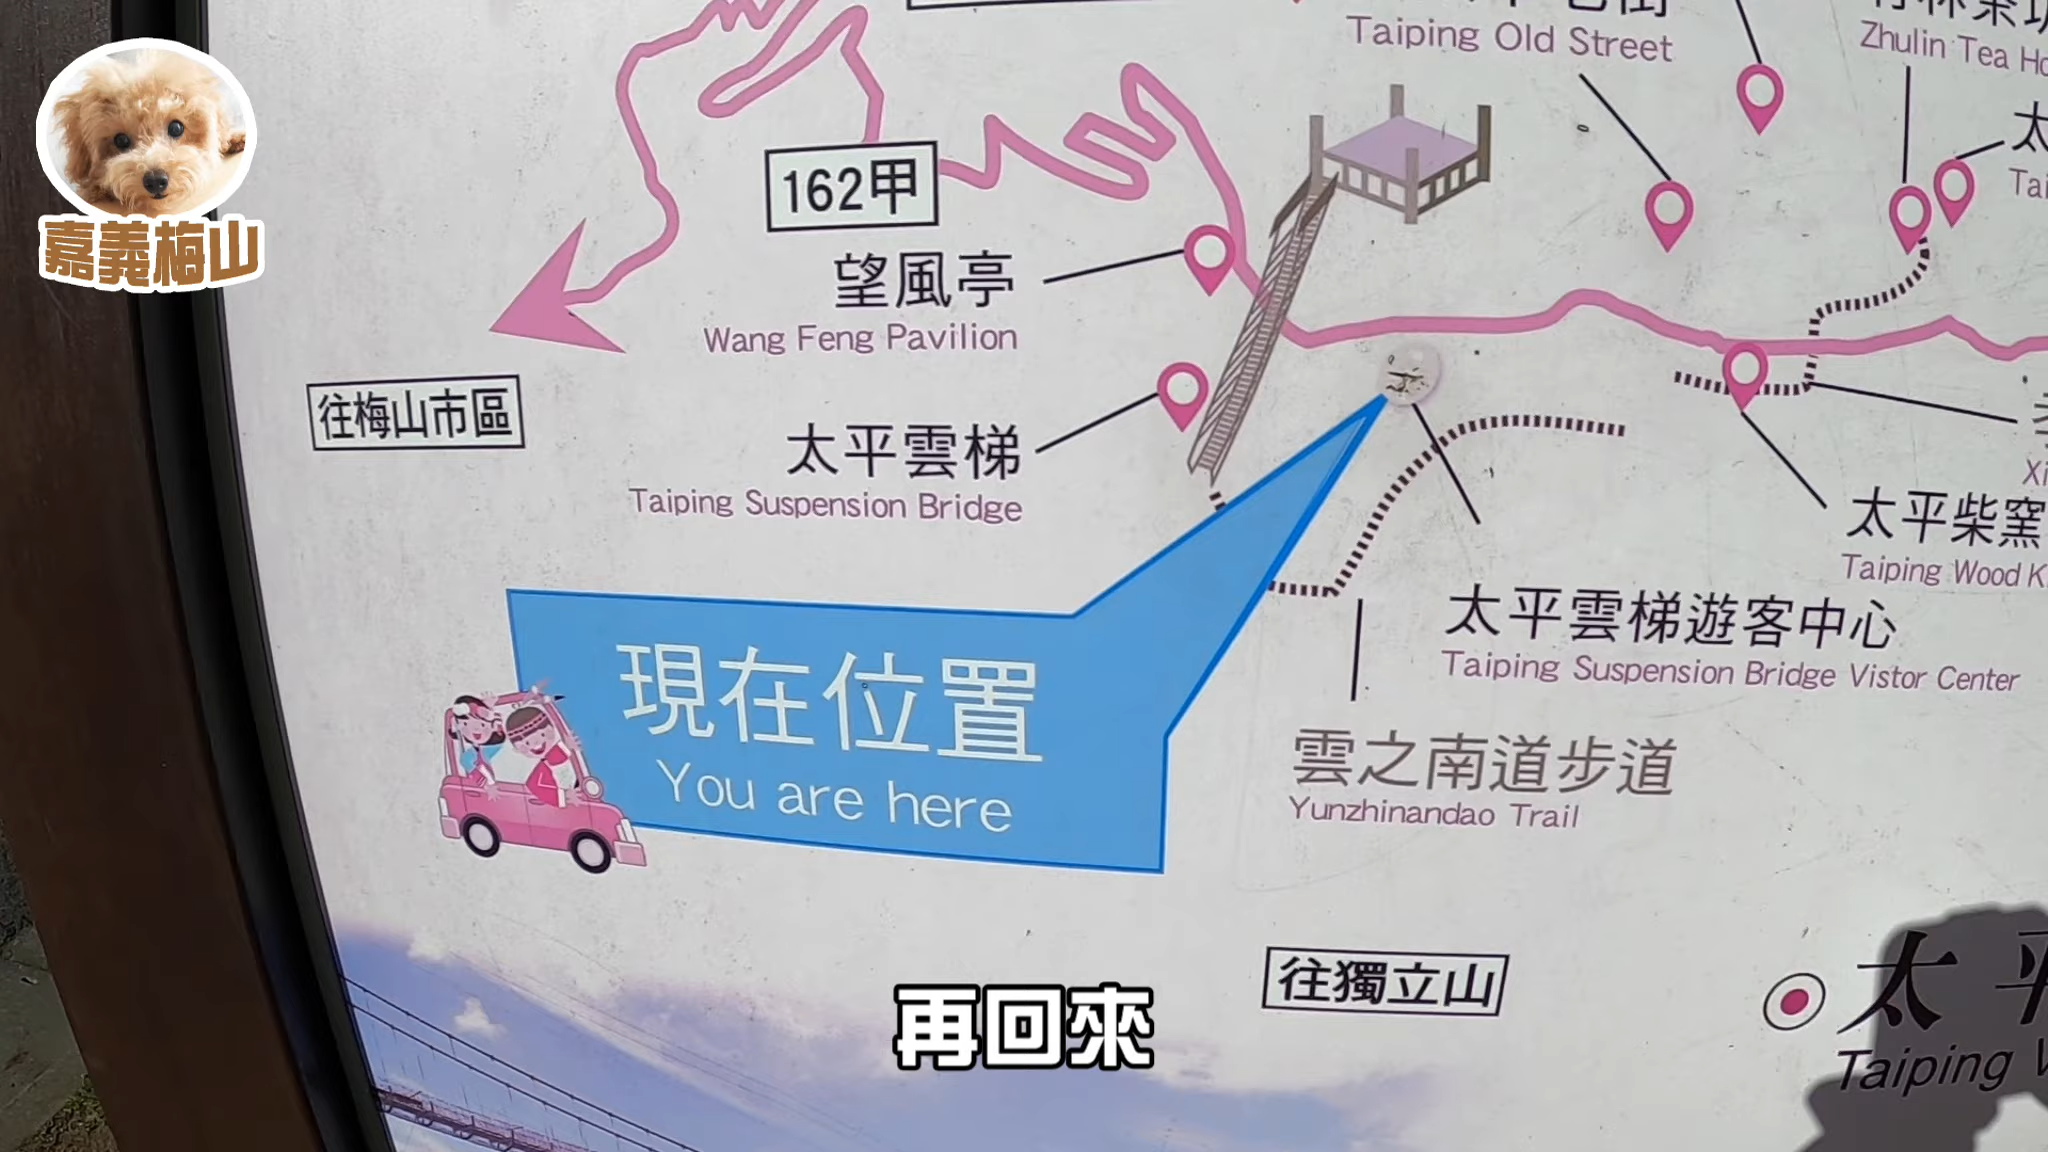 Taiping Old Street
Zhulin Tea
162甲
望風亭
Wang Feng Pavilion
嘉義梅山
往梅山市區
太平雲梯
Taiping Suspension Bridge
太平柴窯
Taiping Wood
太平雲梯遊客中心
Taiping Suspension Bridge Vistor Center
現在位置
You are here
雲之南道步道
Yunzhinandao Trail
往獨立山
太平
Taiping
再回來